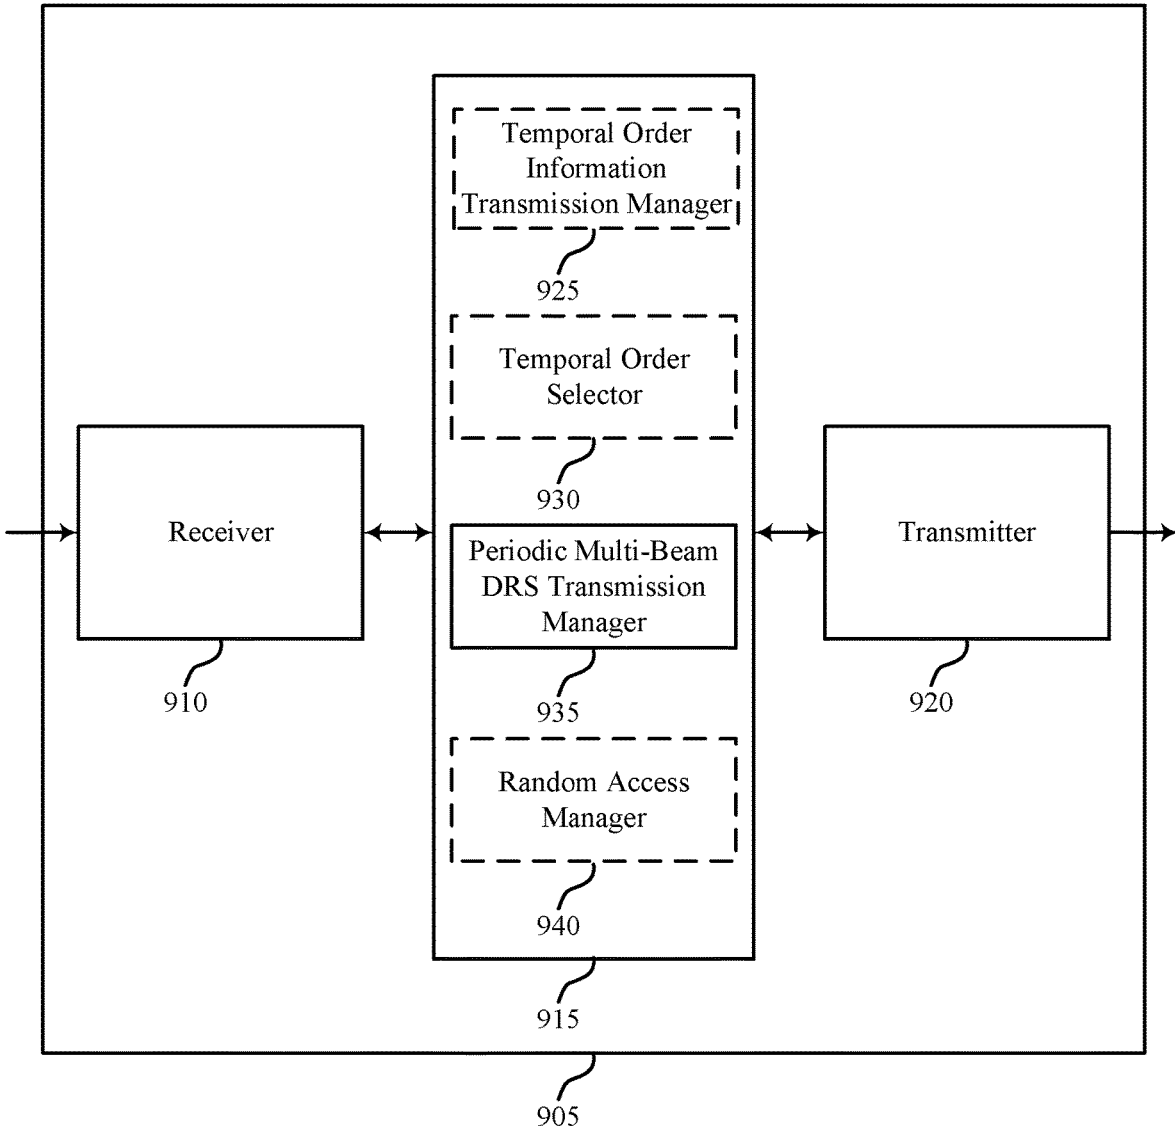 Temporal Order
Information
Transmission Manager
925
Temporal Order
Selector
930
Receiver
910
Periodic Multi-Beam
DRS Transmission
Manager
935
Transmitter
920
Random Access
Manager
940
915
905